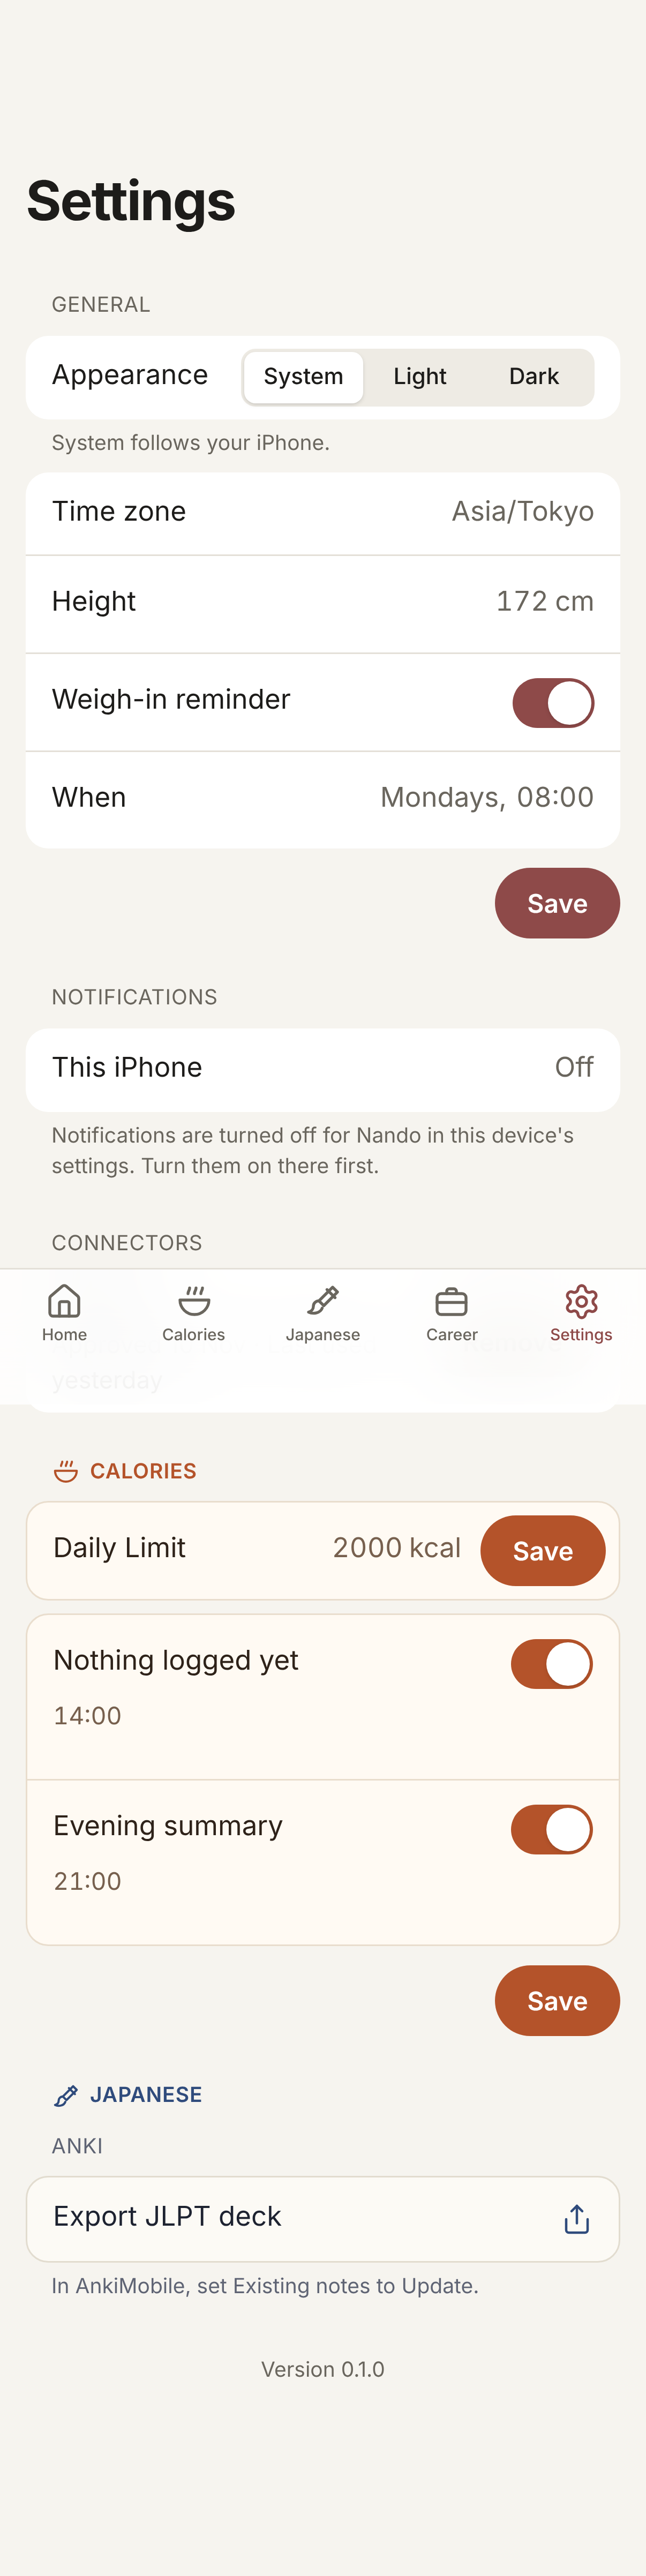 Settings
GENERAL
Appearance
System
Light
Dark
System follows your iPhone.
Time zone
Asia/Tokyo
Height
172 cm
Weigh-in reminder
When
Mondays, 08:00
Save
NOTIFICATIONS
This iPhone
Off
Notifications are turned off for Nando in this device's
settings. Turn them on there first.
CONNECTORS
Home
Calories
Japanese
Career
Settings
yesterday
CALORIES
Daily Limit
2000 kcal
Save
Nothing logged yet
14:00
Evening summary
21:00
Save
JAPANESE
ANKI
Export JLPT deck
In AnkiMobile, set Existing notes to Update.
Version 0.1.0